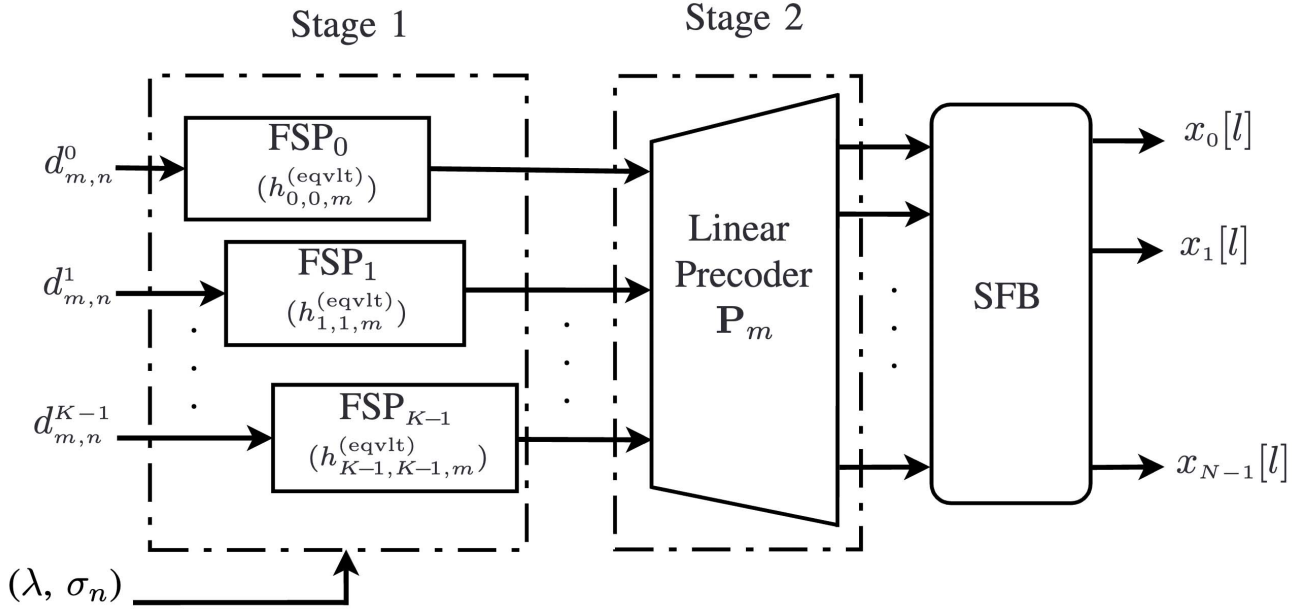 Stage 1
Stage 2
d^0_{m,n}
FSP_0
(h^{(eqvlt)}_{0,0,m})
d^1_{m,n}
FSP_1
(h^{(eqvlt)}_{1,1,m})
d^{K-1}_{m,n}
FSP_{K-1}
(h^{(eqvlt)}_{K-1,K-1,m})
(λ, σ_n)
Linear
Precoder
P_m
SFB
x_0[l]
x_1[l]
x_{N-1}[l]